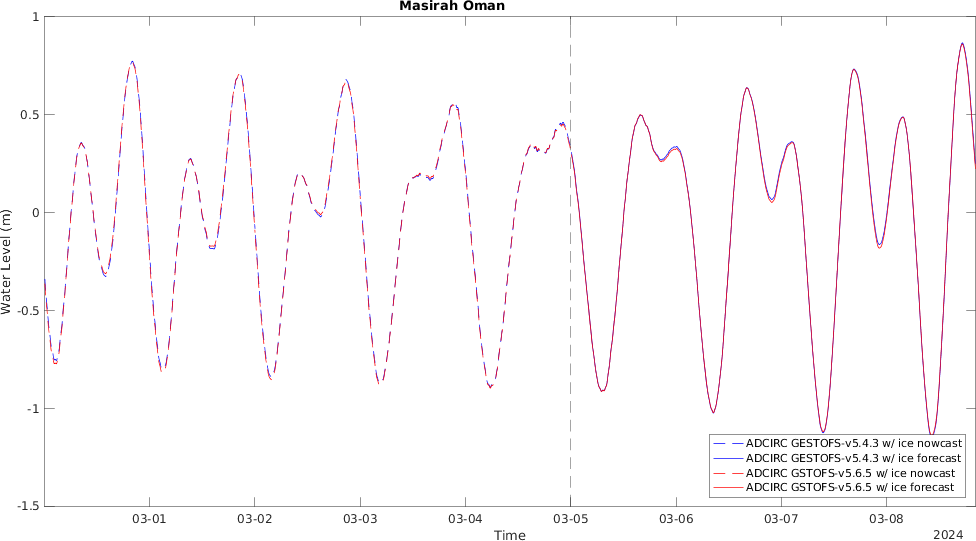 Masirah Oman
Water Level (m)
1
0.5
0
-0.5
-1
-1.5
ADCIRC GESTOFS-v5.4.3 w/ ice nowcast
ADCIRC GESTOFS-v5.4.3 w/ ice forecast
ADCIRC GSTOFS-v5.6.5 w/ ice nowcast
ADCIRC GSTOFS-v5.6.5 w/ ice forecast
03-01 03-02 03-03 03-04 03-05 03-06 03-07 03-08
Time
2024